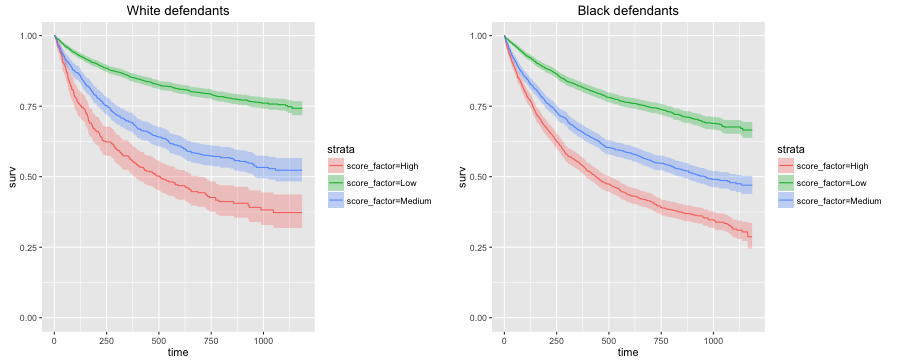 White defendants
1.00
0.75
0.50
0.25
0.00
surv
0
250
500
750
1000
time
strata
score_factor=High
score_factor=Low
score_factor=Medium
Black defendants
1.00
0.75
0.50
0.25
0.00
surv
0
250
500
750
1000
time
strata
score_factor=High
score_factor=Low
score_factor=Medium